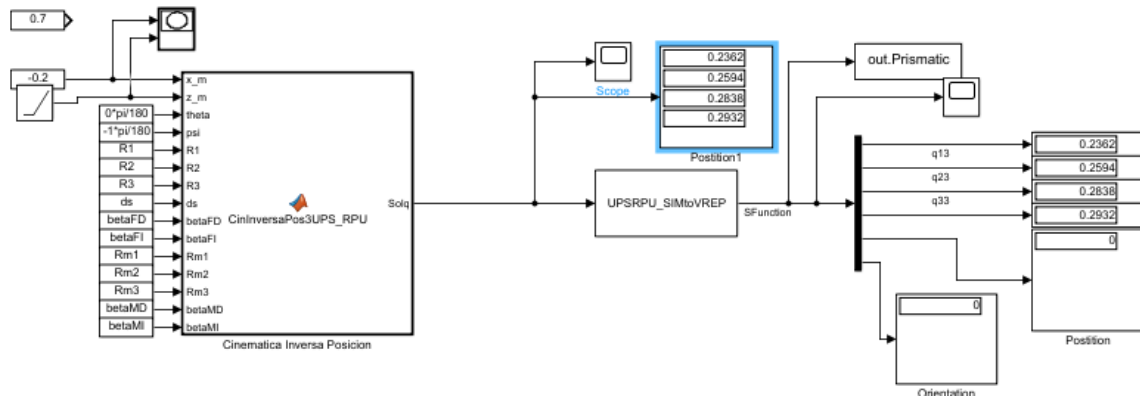 0.7
-0.2
0*pi/180
-1*pi/180
R1
R2
R3
ds
betaFD
betaFI
Rm1
Rm2
Rm3
betaMD
betaMI
x_m
z_m
theta
psi
R1
R2
R3
ds
betaFD
betaFI
Rm1
Rm2
Rm3
betaMD
betaMI
CinInversaPos3UPS_RPU
Solq
Cinematica Inversa Posicion
Scope
0.2362
0.2594
0.2838
0.2932
Postition1
UPSRPU_SIMtoVREP
SFunction
out.Prismatic
q13
q23
q33
0.2362
0.2594
0.2838
0.2932
0
Postition
0
Orientation